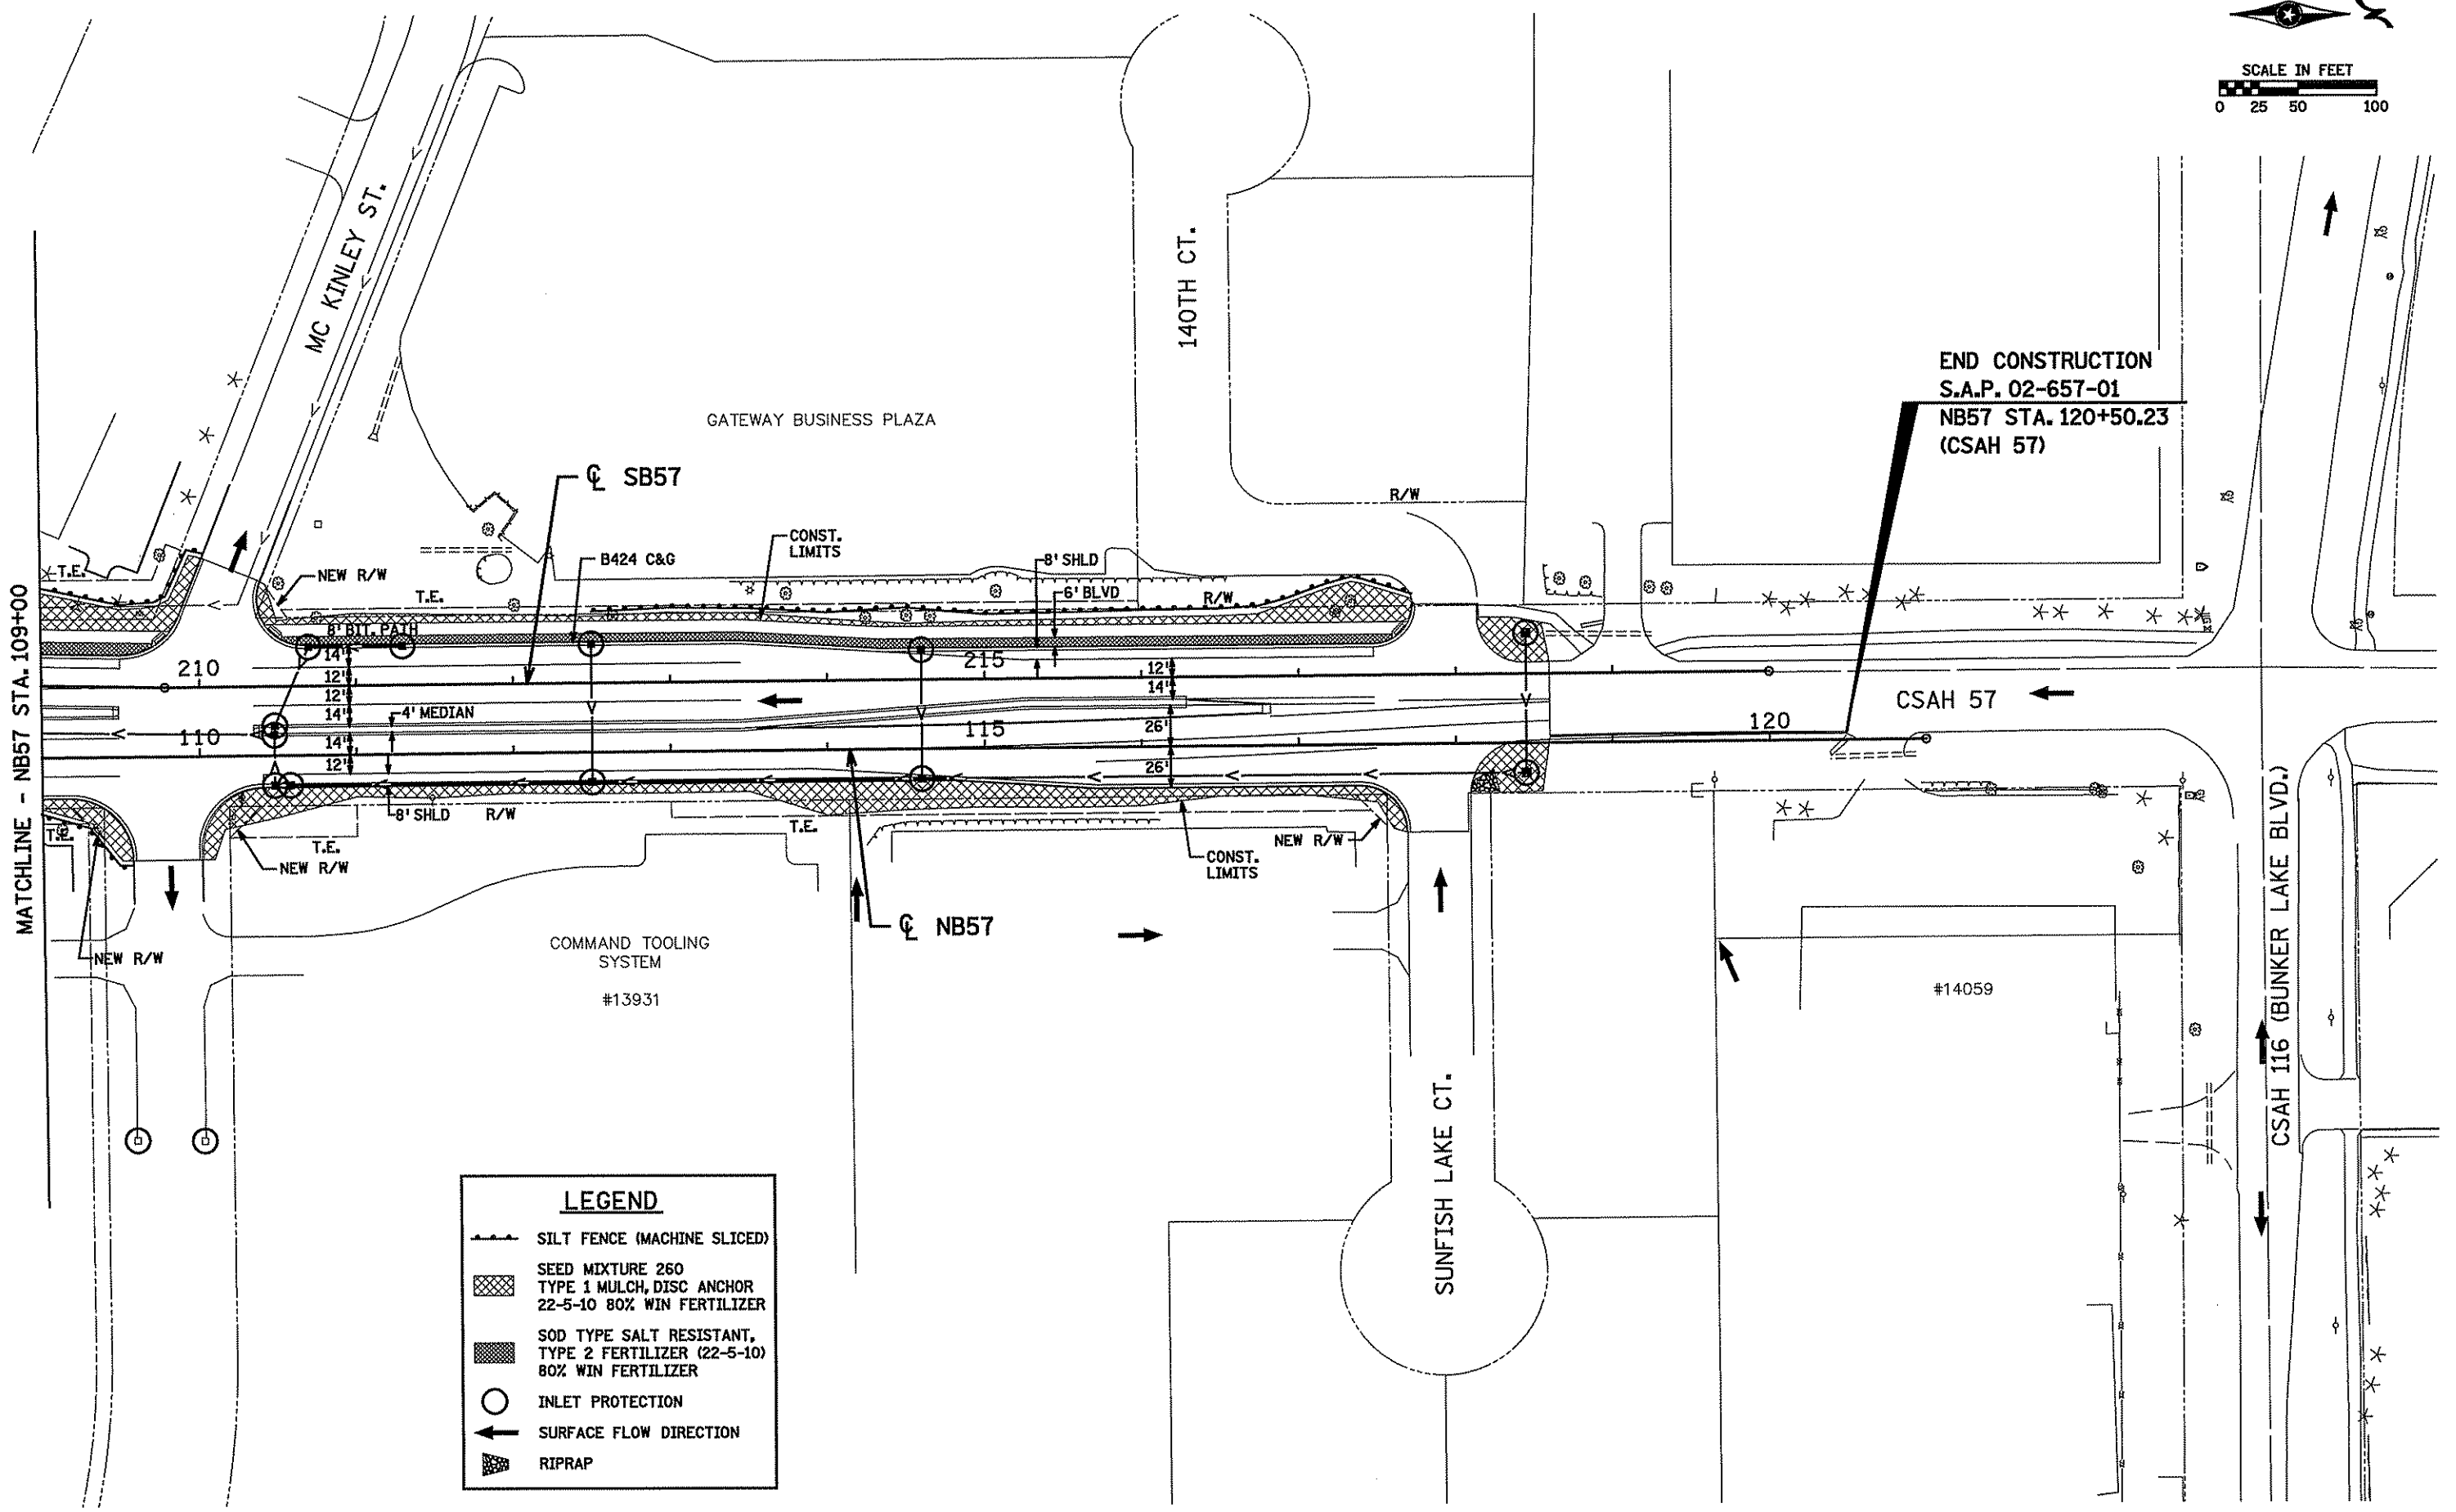 SCALE IN FEET
0 25 50 100
MC KINLEY ST.
140TH CT.
END CONSTRUCTION
S.A.P. 02-657-01
NB57 STA. 120+50.23
(CSAH 57)
GATEWAY BUSINESS PLAZA
℄ SB57
R/W
CONST.
LIMITS
B424 C&G
8' SHLD
NEW R/W
T.E.
T.E.
6' BLVD
R/W
8' BIT. PATH
MATCHLINE - NB57 STA. 109+00
210
215
14'
12'
12'
12'
14'
14'
CSAH 57
4' MEDIAN
110
115
120
26'
14'
12'
26'
8' SHLD
R/W
T.E.
T.E.
T.E.
NEW R/W
NEW R/W
CONST.
LIMITS
℄ NB57
NEW R/W
COMMAND TOOLING
SYSTEM
#13931
#14059
CSAH 116 (BUNKER LAKE BLVD.)
SUNFISH LAKE CT.
LEGEND
SILT FENCE (MACHINE SLICED)
SEED MIXTURE 260
TYPE 1 MULCH, DISC ANCHOR
22-5-10 80% WIN FERTILIZER
SOD TYPE SALT RESISTANT,
TYPE 2 FERTILIZER (22-5-10)
80% WIN FERTILIZER
INLET PROTECTION
SURFACE FLOW DIRECTION
RIPRAP